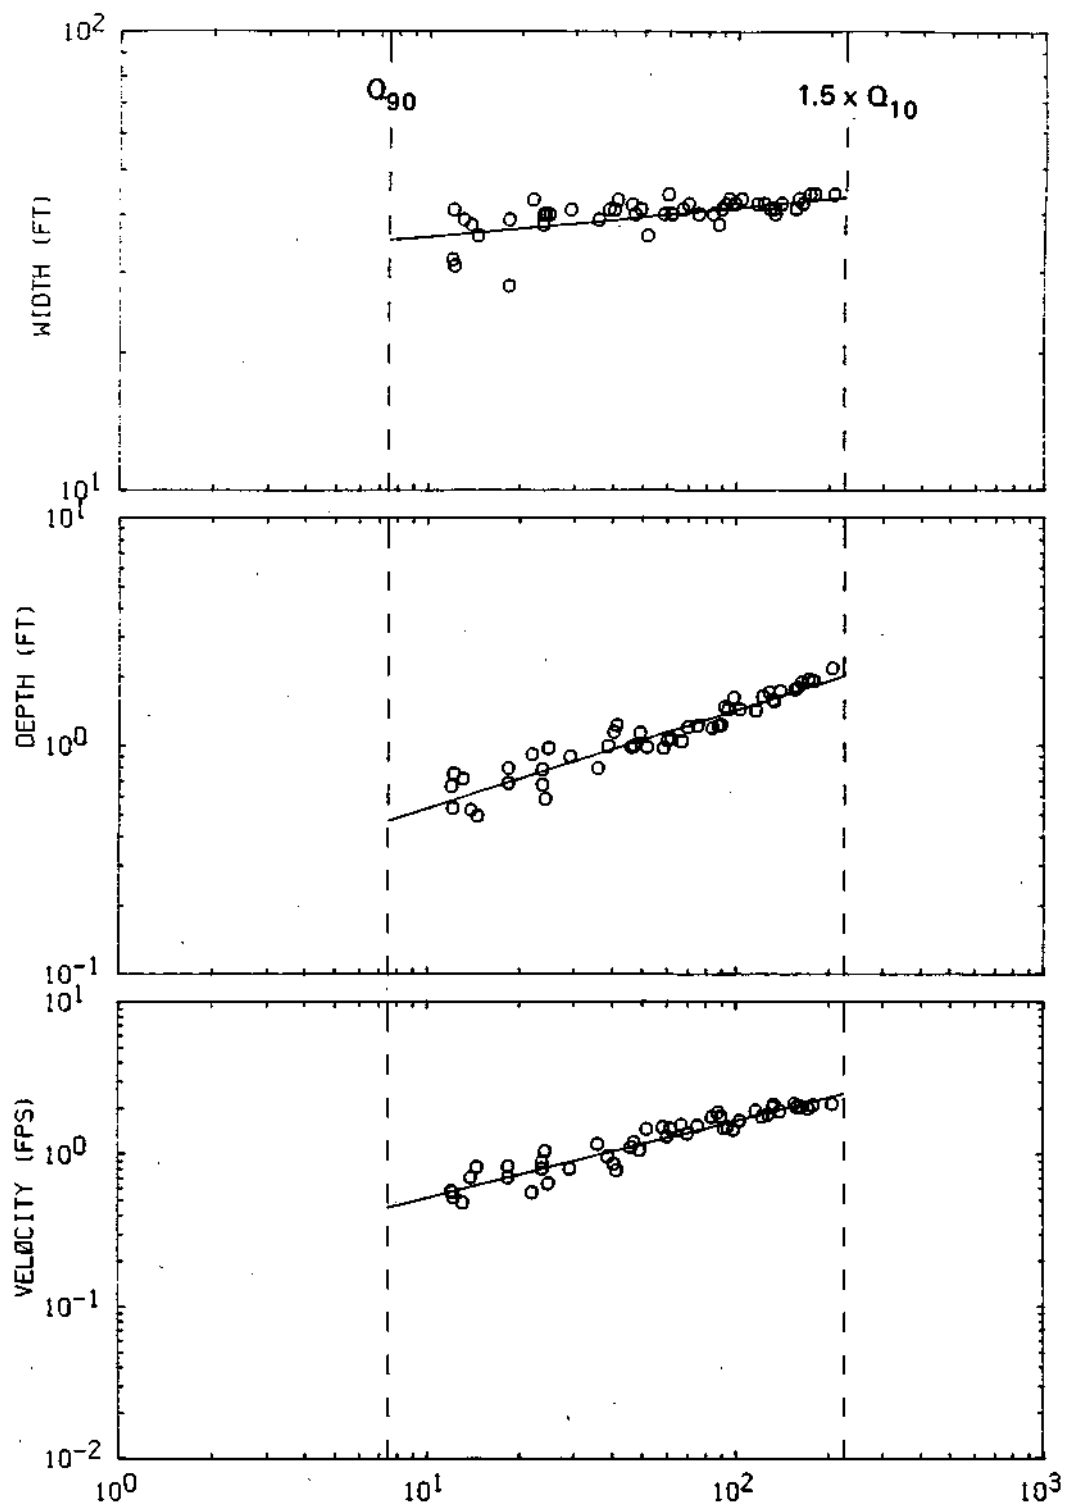 10²
Q₉₀
1.5 x Q₁₀
WIDTH (FT)
10¹
10¹
DEPTH (FT)
10⁰
10⁻¹
10¹
VELØCITY (FPS)
10⁰
10⁻¹
10⁻²
10⁰ 10¹ 10² 10³